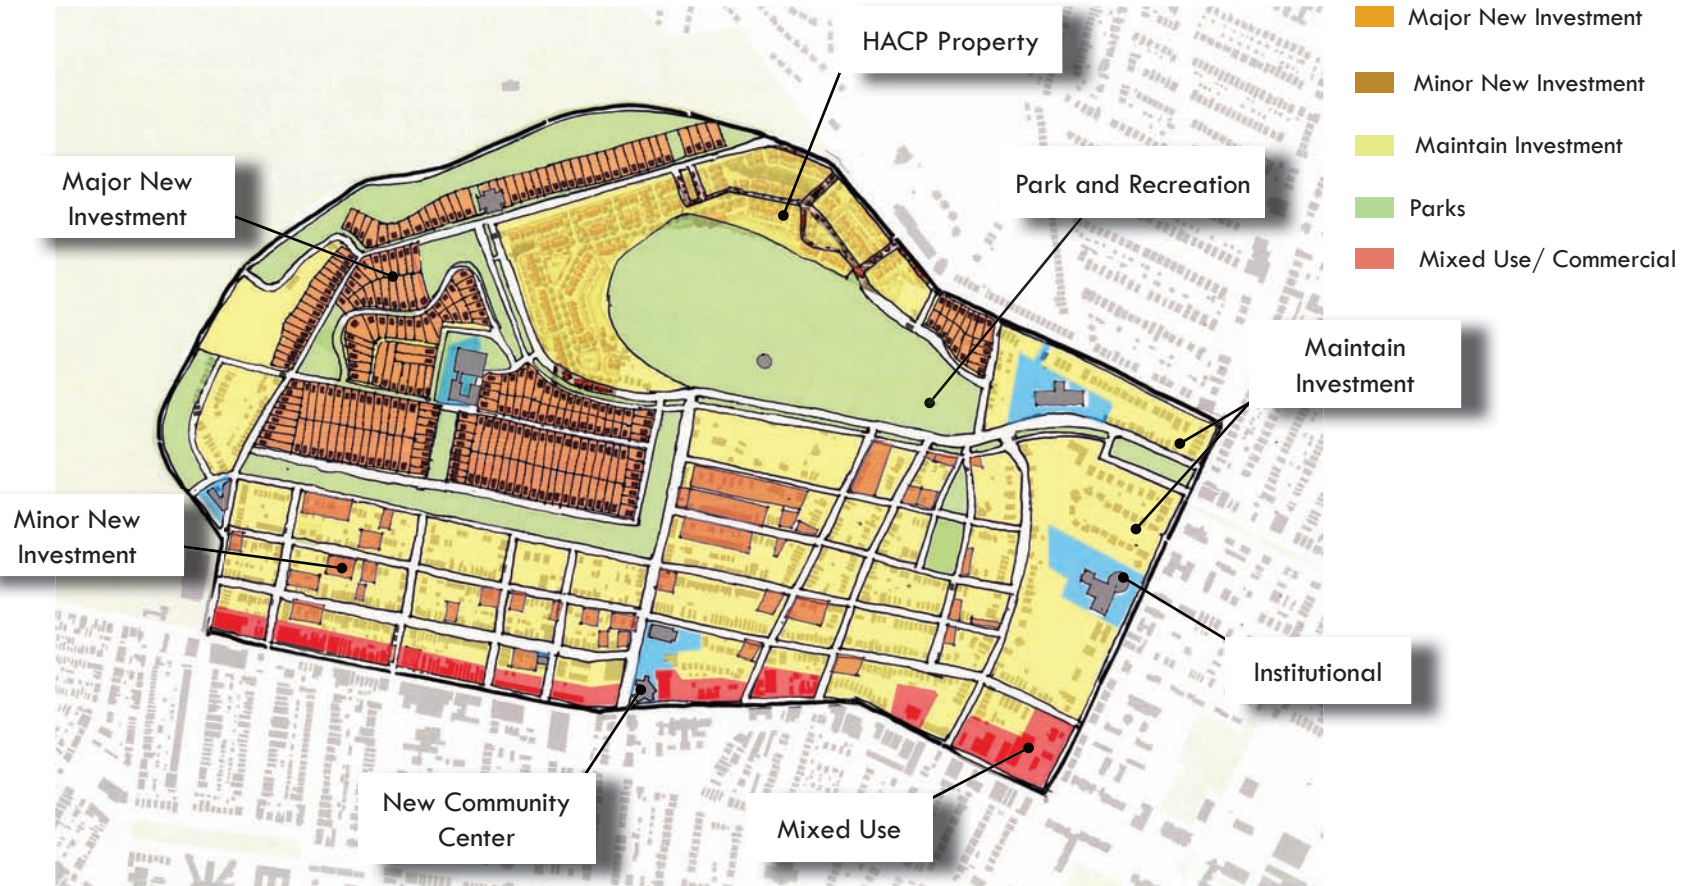 HACP Property
Major New Investment
Minor New Investment
Maintain Investment
Parks
Mixed Use/ Commercial
Major New
Investment
Park and Recreation
Maintain
Investment
Minor New
Investment
Institutional
New Community
Center
Mixed Use